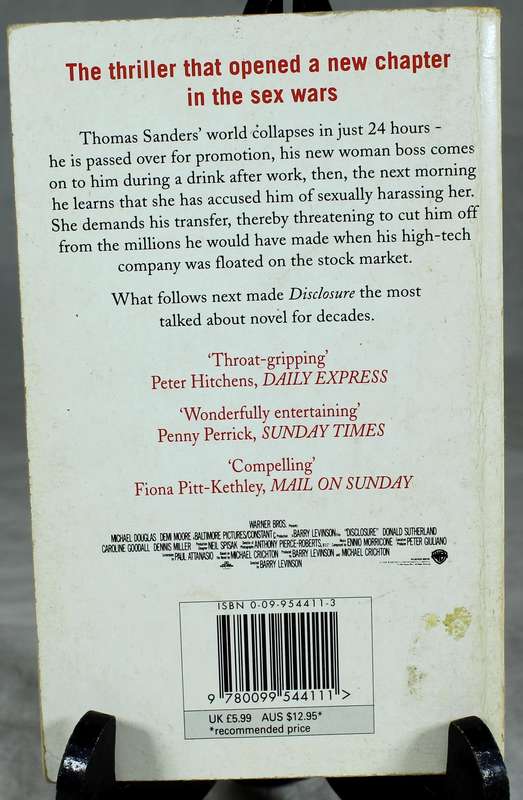 The thriller that opened a new chapter
in the sex wars
Thomas Sanders' world collapses in just 24 hours -
he is passed over for promotion, his new woman boss comes
on to him during a drink after work, then, the next morning
he learns that she has accused him of sexually harassing her.
She demands his transfer, thereby threatening to cut him off
from the millions he would have made when his high-tech
company was floated on the stock market.
What follows next made Disclosure the most
talked about novel for decades.
'Throat-gripping'
Peter Hitchens, DAILY EXPRESS
'Wonderfully entertaining'
Penny Perrick, SUNDAY TIMES
'Compelling'
Fiona Pitt-Kethley, MAIL ON SUNDAY
WARNER BROS.
MICHAEL DOUGLAS DEMI MOORE BALTIMORE PICTURES/CONSTANT C BARRY LEVINSON "DISCLOSURE" DONALD SUTHERLAND
CAROLINE GOODALL DENNIS MILLER NEIL SPISAK ANTHONY PIERCE-ROBERTS ENNIO MORRICONE PETER GIULIANO
PAUL ATTANASIO MICHAEL CRICHTON BARRY LEVINSON AND MICHAEL CRICHTON
BARRY LEVINSON
ISBN 0-09-954411-3
9 780099 544111 >
UK £5.99 AUS $12.95*
*recommended price